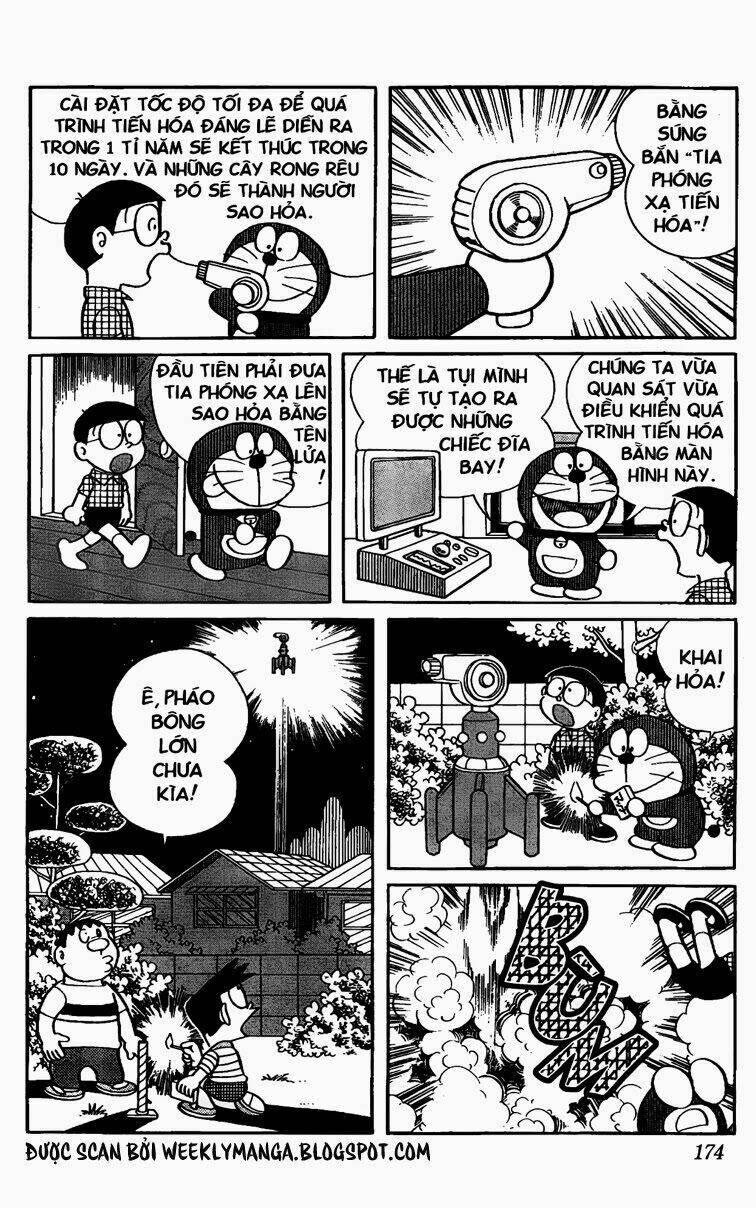 CÀI ĐẶT TỐC ĐỘ TỐI ĐA ĐỂ QUÁ
TRÌNH TIẾN HÓA ĐÁNG LẼ DIỄN RA
TRONG 1 TỈ NĂM SẼ KẾT THÚC TRONG
10 NGÀY. VÀ NHỮNG CÂY RONG RÊU
ĐÓ SẼ THÀNH NGƯỜI
SAO HỎA.
BẰNG
SÚNG
BẮN "TIA
PHÓNG
XẠ TIẾN
HÓA"!
ĐẦU TIÊN PHẢI ĐƯA
TIA PHÓNG XẠ LÊN
SAO HỎA BẰNG
TÊN
LỬA
!
THẾ LÀ TỤI MÌNH
SẼ TỰ TẠO RA
ĐƯỢC NHỮNG
CHIẾC ĐĨA
BAY!
CHÚNG TA VỪA
QUAN SÁT VỪA
ĐIỀU KHIỂN QUÁ
TRÌNH TIẾN HÓA
BẰNG MÀN
HÌNH NÀY.
Ê, PHÁO
BÔNG
LỚN
CHƯA
KÌA!
KHAI
HỎA!
BÙM
ĐƯỢC SCAN BỞI WEEKLYMANGA.BLOGSPOT.COM
174